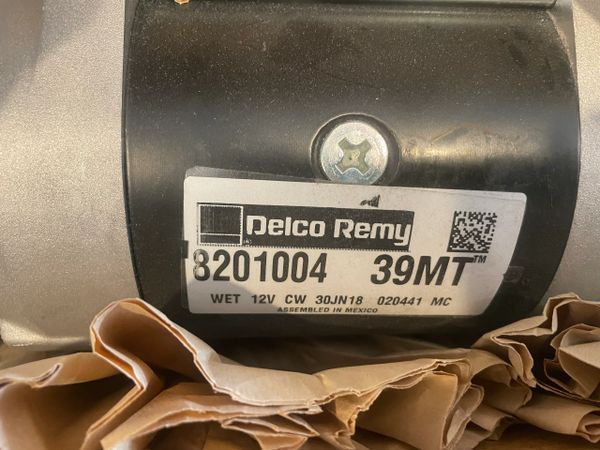 Delco Remy
8201004 39MT™
WET 12V CW 30JN18 020441 MC
ASSEMBLED IN MEXICO